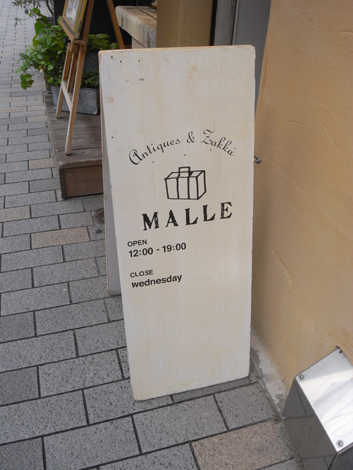 Antiques & Zakka
MALLE
OPEN
12:00 - 19:00
CLOSE
wednesday